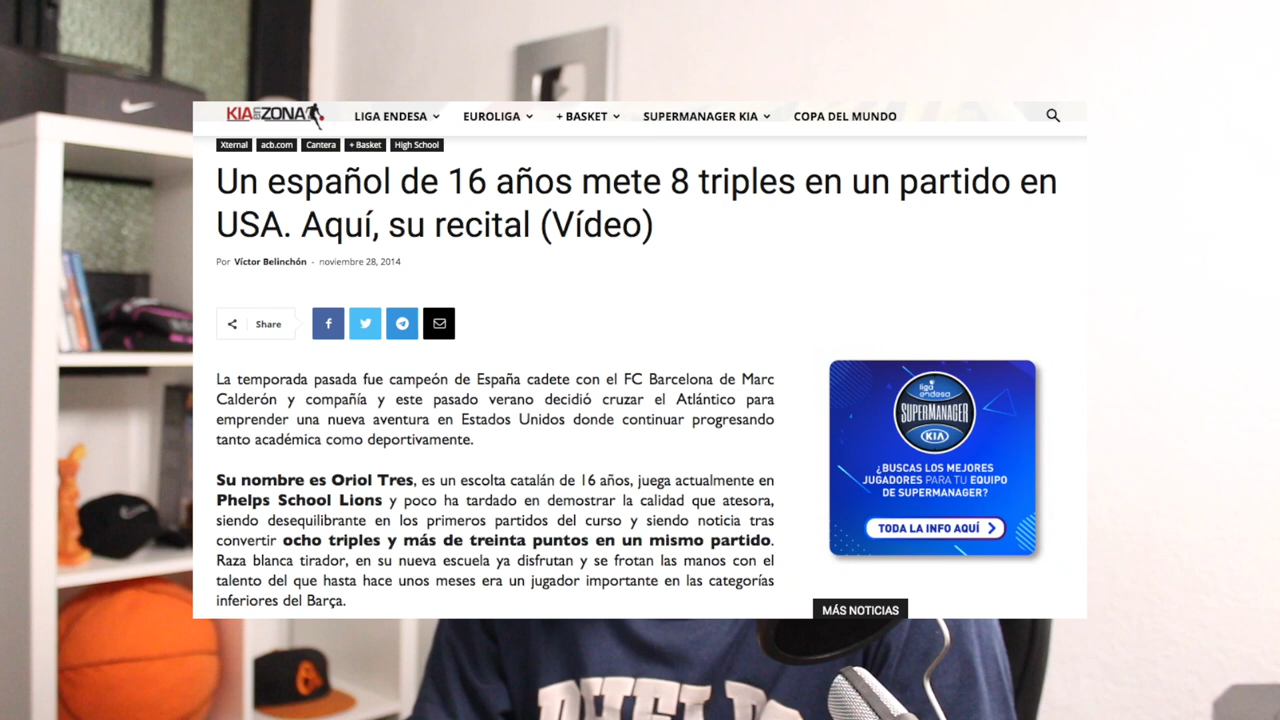 KIA EN ZONA
LIGA ENDESA
EUROLIGA
+ BASKET
SUPERMANAGER KIA
COPA DEL MUNDO
Xternal
acb.com
Cantera
+ Basket
High School
Un español de 16 años mete 8 triples en un partido en
USA. Aquí, su recital (Vídeo)
Por Víctor Belinchón - noviembre 28, 2014
Share
La temporada pasada fue campeón de España cadete con el FC Barcelona de Marc
Calderón y compañía y este pasado verano decidió cruzar el Atlántico para
emprender una nueva aventura en Estados Unidos donde continuar progresando
tanto académica como deportivamente.
Su nombre es Oriol Tres, es un escolta catalán de 16 años, juega actualmente en
Phelps School Lions y poco ha tardado en demostrar la calidad que atesora,
siendo desequilibrante en los primeros partidos del curso y siendo noticia tras
convertir ocho triples y más de treinta puntos en un mismo partido.
Raza blanca tirador, en su nueva escuela ya disfrutan y se frotan las manos con el
talento del que hasta hace unos meses era un jugador importante en las categorías
inferiores del Barça.
liga
endesa
SUPERMANAGER
KIA
¿BUSCAS LOS MEJORES
JUGADORES PARA TU EQUIPO
DE SUPERMANAGER?
TODA LA INFO AQUÍ
MÁS NOTICIAS